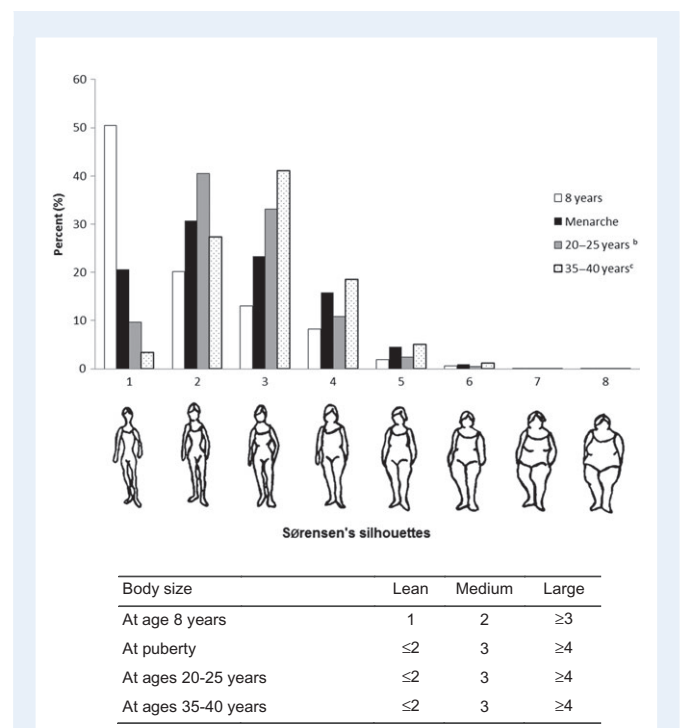 60
50
40
30
20
10
0
Percent (%)
8 years
Menarche
20–25 years b
35–40 yearsc
1 2 3 4 5 6 7 8
Sørensen's silhouettes
Body size Lean Medium Large
At age 8 years 1 2 ≥3
At puberty ≤2 3 ≥4
At ages 20-25 years ≤2 3 ≥4
At ages 35-40 years ≤2 3 ≥4